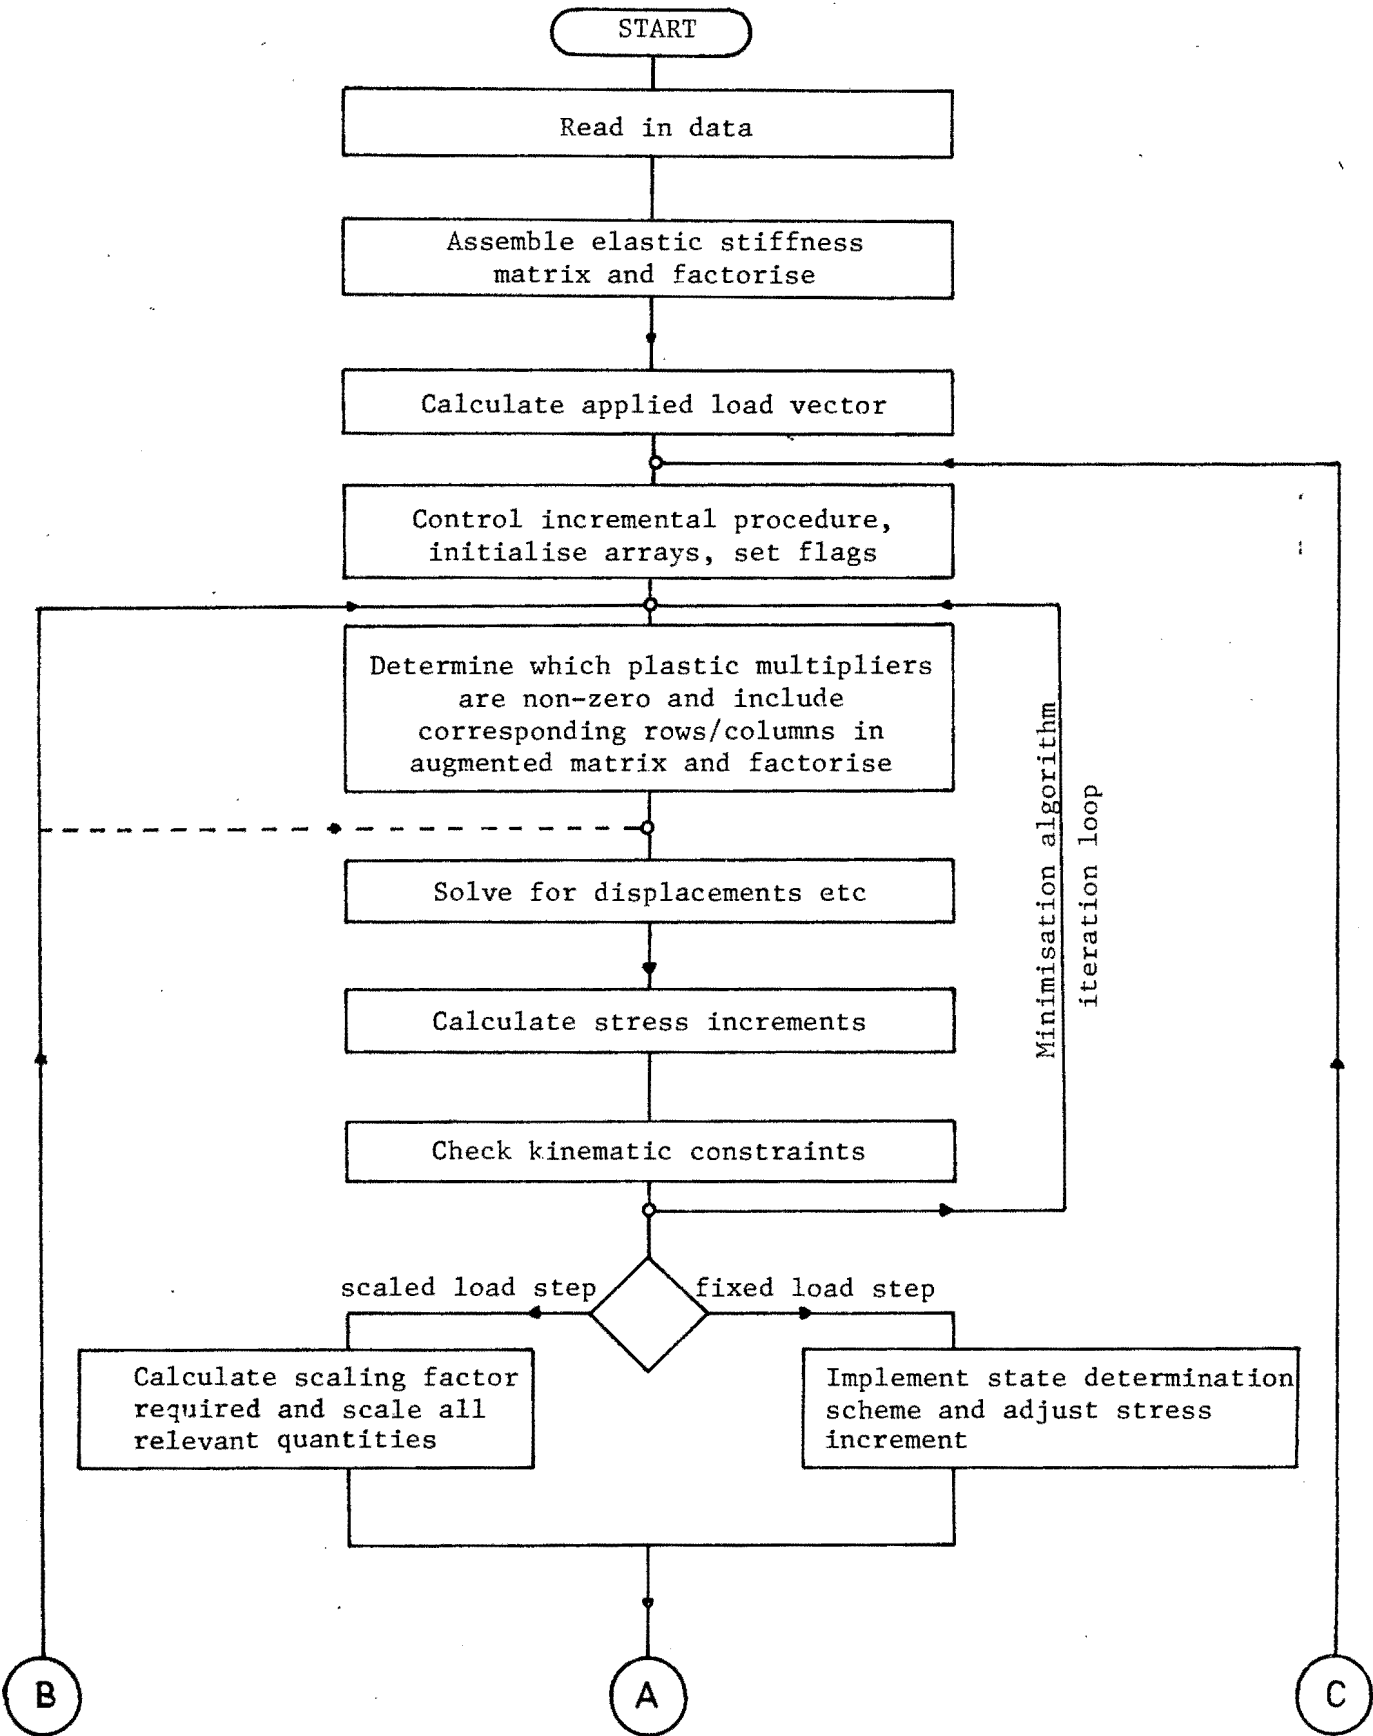 START
Read in data
Assemble elastic stiffness
matrix and factorise
Calculate applied load vector
Control incremental procedure,
initialise arrays, set flags
Determine which plastic multipliers
are non-zero and include
corresponding rows/columns in
augmented matrix and factorise
Minimisation algorithm
iteration loop
Solve for displacements etc
Calculate stress increments
Check kinematic constraints
scaled load step
fixed load step
Calculate scaling factor
required and scale all
relevant quantities
Implement state determination
scheme and adjust stress
increment
B
A
C